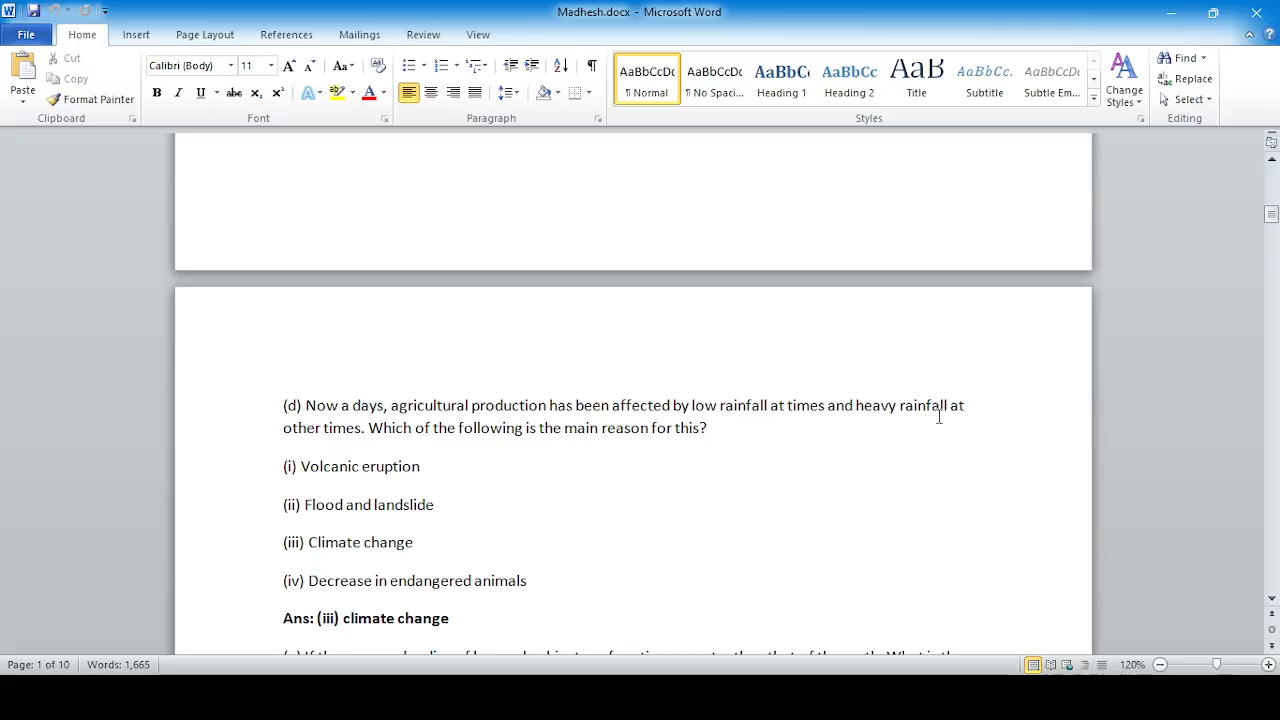 Madhesh.docx - Microsoft Word
File Home Insert Page Layout References Mailings Review View
Paste
Cut
Copy
Format Painter
Clipboard
Calibri (Body) 11
Font
Paragraph
AaBbCcDc AaBbCcDc AaBbCc AaBbCc AaB AaBbCc. AaBbCcDc
¶ Normal ¶ No Spaci... Heading 1 Heading 2 Title Subtitle Subtle Em...
Styles
Change
Styles
Find
Replace
Select
Editing
(d) Now a days, agricultural production has been affected by low rainfall at times and heavy rainfall at
other times. Which of the following is the main reason for this?
(i) Volcanic eruption
(ii) Flood and landslide
(iii) Climate change
(iv) Decrease in endangered animals
Ans: (iii) climate change
Page: 1 of 10 Words: 1,665 120%